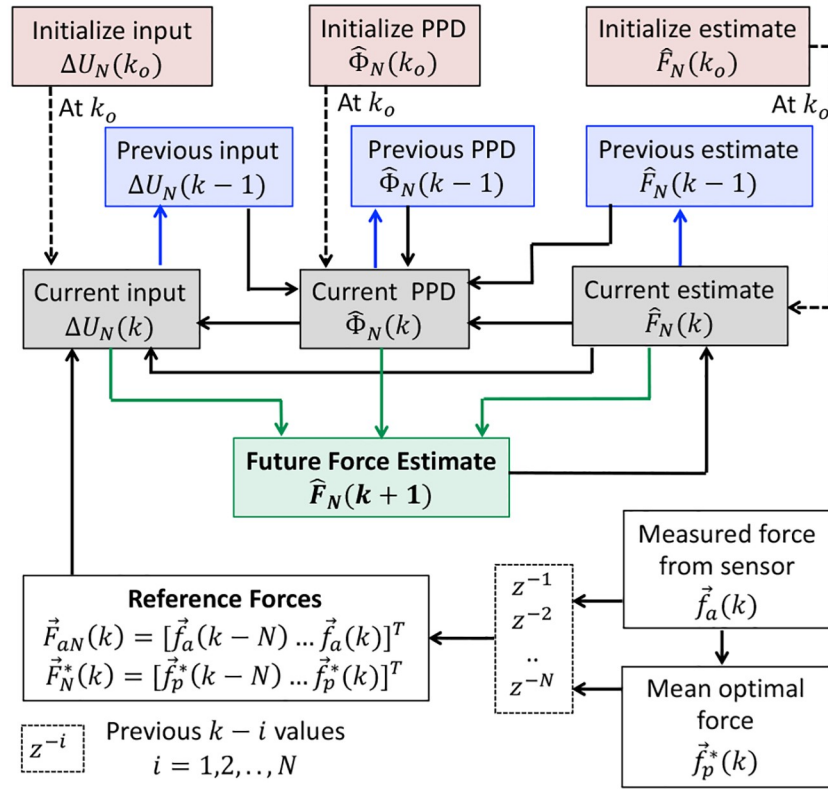 Initialize input
ΔU_N(k_o)
Initialize PPD
Φ̂_N(k_o)
Initialize estimate
F̂_N(k_o)
At k_o
At k_o
At k_o
Previous input
ΔU_N(k − 1)
Previous PPD
Φ̂_N(k − 1)
Previous estimate
F̂_N(k − 1)
Current input
ΔU_N(k)
Current PPD
Φ̂_N(k)
Current estimate
F̂_N(k)
Future Force Estimate
F̂_N(k + 1)
Measured force
from sensor
f⃗_a(k)
z^{-1}
z^{-2}
..
z^{-N}
Reference Forces
F⃗_{aN}(k) = [f⃗_a(k − N) … f⃗_a(k)]^T
F⃗_N^*(k) = [f⃗_p^*(k − N) … f⃗_p^*(k)]^T
Mean optimal
force
f⃗_p^*(k)
z^{-i}
Previous k − i values
i = 1,2, . . , N